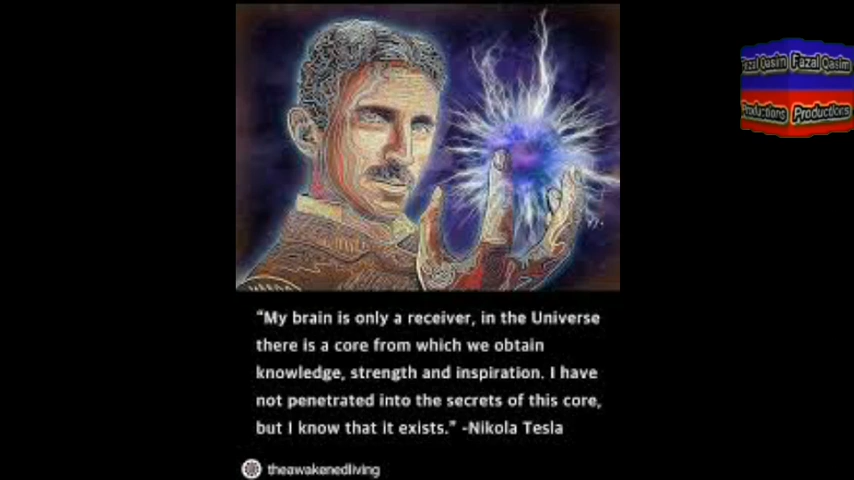 Fazal Qasim
Fazal Qasim
Productions
Productions
“My brain is only a receiver, in the Universe
there is a core from which we obtain
knowledge, strength and inspiration. I have
not penetrated into the secrets of this core,
but I know that it exists.” -Nikola Tesla
theawakenedliving